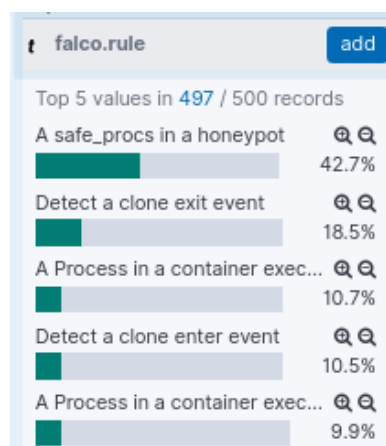 t falco.rule add
Top 5 values in 497 / 500 records
A safe_procs in a honeypot
42.7%
Detect a clone exit event
18.5%
A Process in a container exec...
10.7%
Detect a clone enter event
10.5%
A Process in a container exec...
9.9%